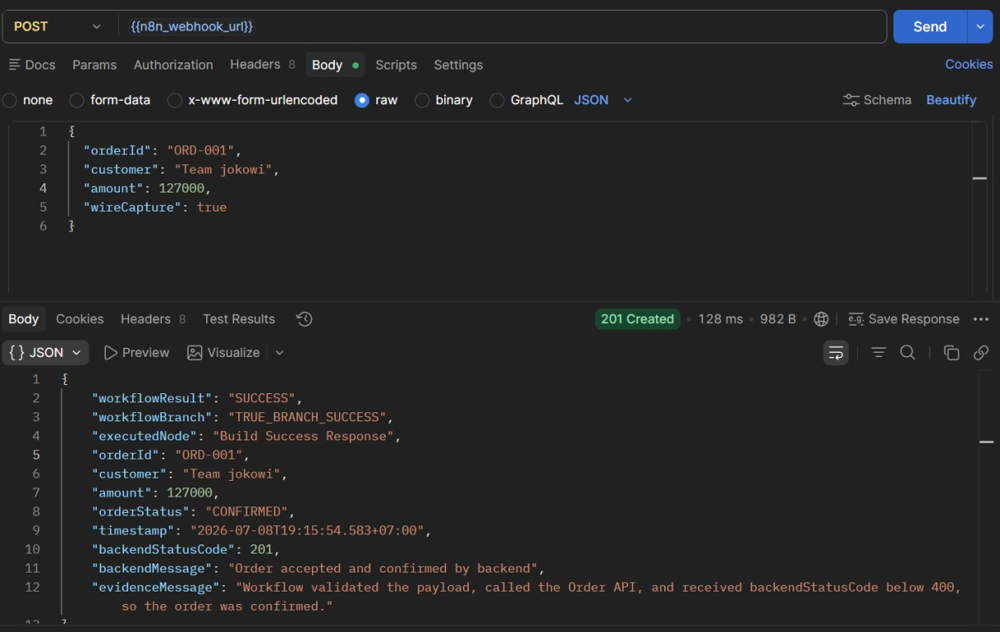 POST {{n8n_webhook_url}} Send
Docs Params Authorization Headers 8 Body Scripts Settings Cookies
none form-data x-www-form-urlencoded raw binary GraphQL JSON Schema Beautify
1 {
2 "orderId": "ORD-001",
3 "customer": "Team jokowi",
4 "amount": 127000,
5 "wireCapture": true
6 }
Body Cookies Headers 8 Test Results 201 Created 128 ms 982 B e.g. Save Response
{} JSON Preview Visualize
1 {
2 "workflowResult": "SUCCESS",
3 "workflowBranch": "TRUE_BRANCH_SUCCESS",
4 "executedNode": "Build Success Response",
5 "orderId": "ORD-001",
6 "customer": "Team jokowi",
7 "amount": 127000,
8 "orderStatus": "CONFIRMED",
9 "timestamp": "2026-07-08T19:15:54.583+07:00",
10 "backendStatusCode": 201,
11 "backendMessage": "Order accepted and confirmed by backend",
12 "evidenceMessage": "Workflow validated the payload, called the Order API, and received backendStatusCode below 400,
so the order was confirmed."